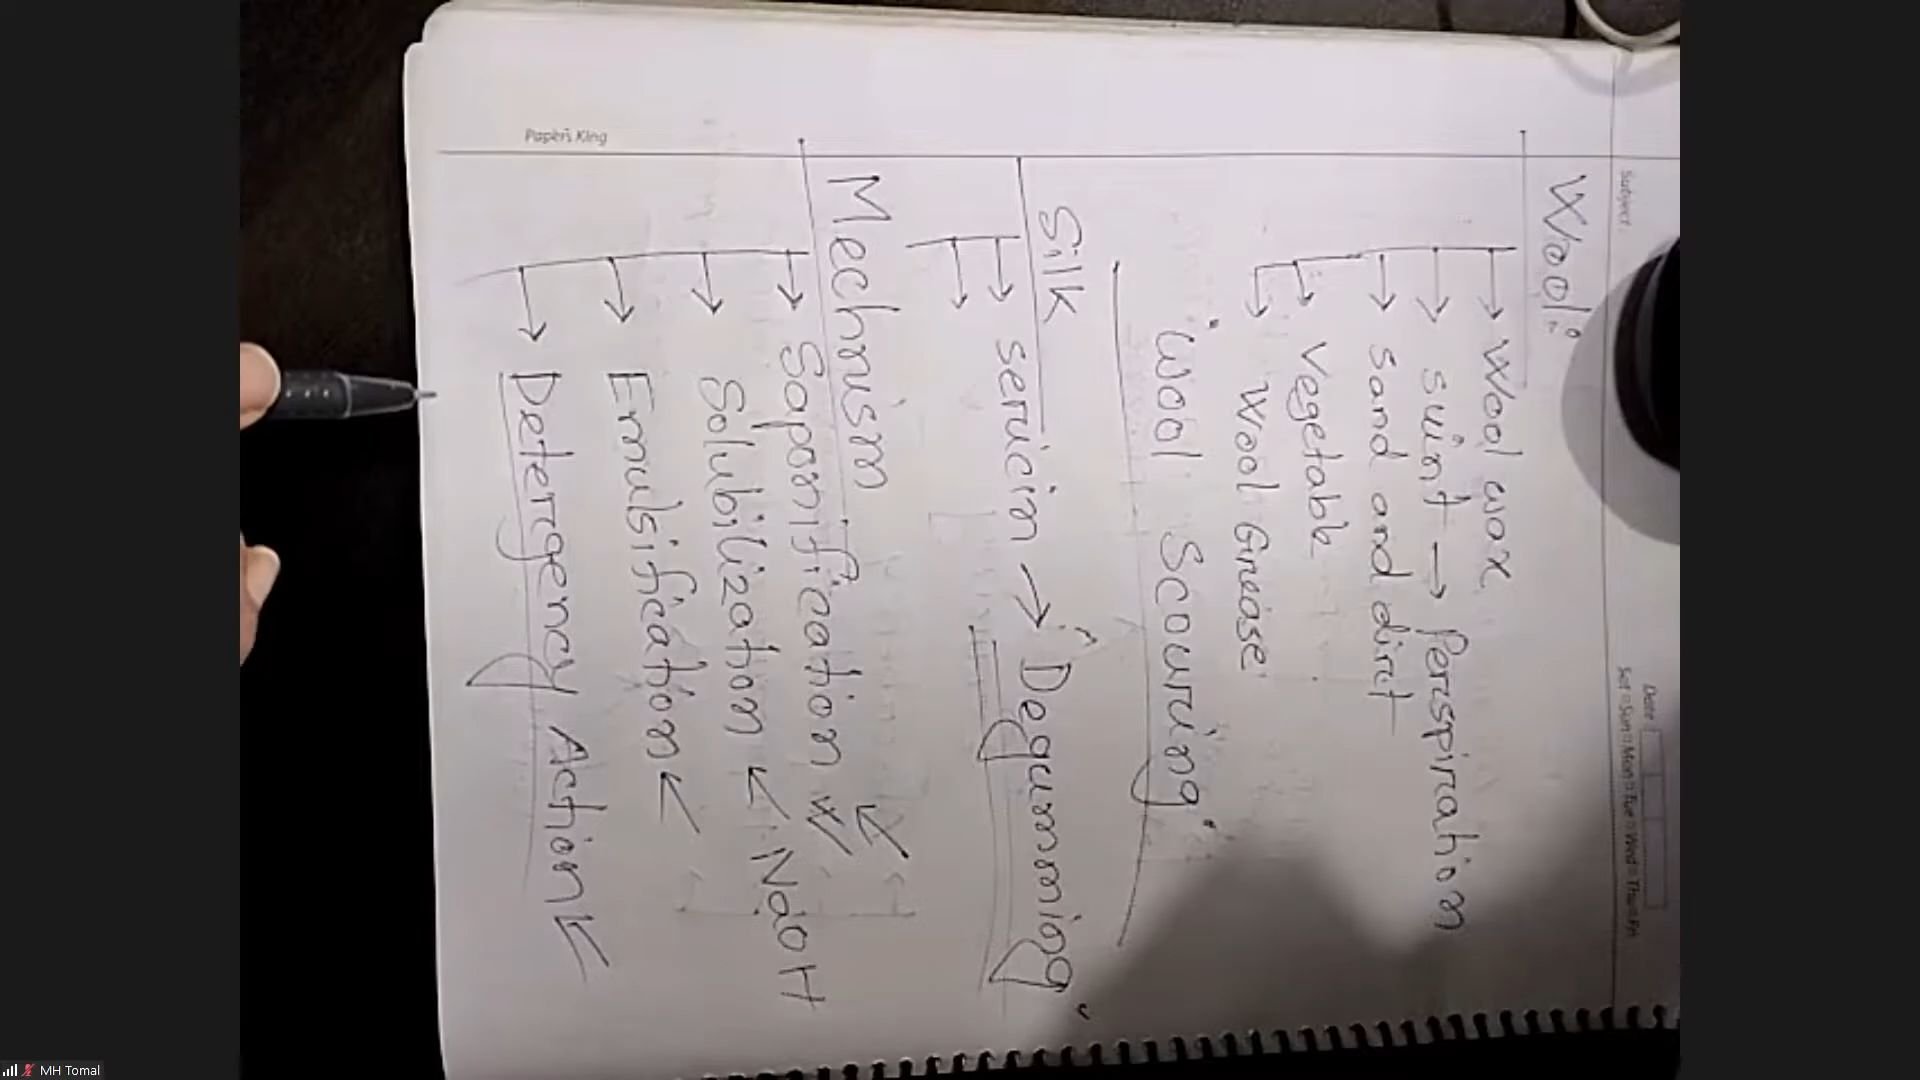 Subject
Date
Sat Sun Mon Tue Wed Thu Fri
Wool:
→ Wool wax
→ suint → Perspiration
→ sand and dirt
→ Vegetable
→ Wool Grease
"Wool Scouring"
Silk
→ sericin → "Degumming"
→
Mechnism
→ Saponification
→ Solubilization ← NaOH
→ Emulsification ←
→ Detergency Action ←
Papers King
MH Tomal